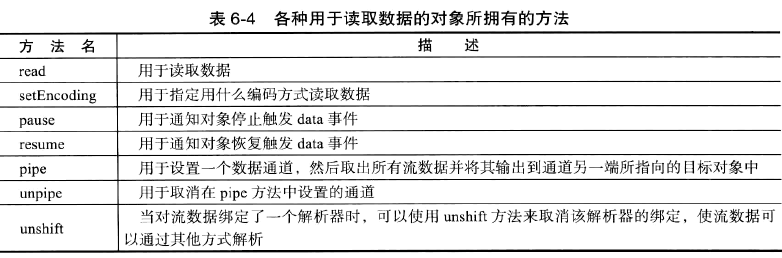 表 6-4 各种用于读取数据的对象所拥有的方法
方 法 名 描 述
read 用于读取数据
setEncoding 用于指定用什么编码方式读取数据
pause 用于通知对象停止触发 data 事件
resume 用于通知对象恢复触发 data 事件
pipe 用于设置一个数据通道，然后取出所有流数据并将其输出到通道另一端所指向的目标对象中
unpipe 用于取消在 pipe 方法中设置的通道
unshift 当对流数据绑定了一个解析器时，可以使用 unshift 方法来取消该解析器的绑定，使流数据可
以通过其他方式解析